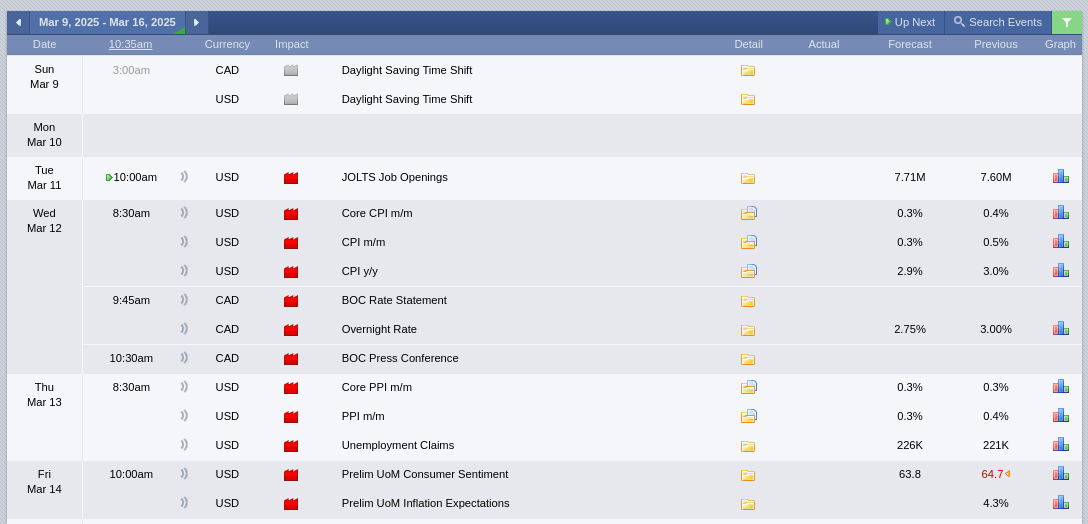 Mar 9, 2025 - Mar 16, 2025 Up Next Search Events
Date 10:35am Currency Impact Detail Actual Forecast Previous Graph
Sun Mar 9 3:00am CAD Daylight Saving Time Shift
USD Daylight Saving Time Shift
Mon Mar 10
Tue Mar 11 10:00am USD JOLTS Job Openings 7.71M 7.60M
Wed Mar 12 8:30am USD Core CPI m/m 0.3% 0.4%
USD CPI m/m 0.3% 0.5%
USD CPI y/y 2.9% 3.0%
9:45am CAD BOC Rate Statement
CAD Overnight Rate 2.75% 3.00%
10:30am CAD BOC Press Conference
Thu Mar 13 8:30am USD Core PPI m/m 0.3% 0.3%
USD PPI m/m 0.3% 0.4%
USD Unemployment Claims 226K 221K
Fri Mar 14 10:00am USD Prelim UoM Consumer Sentiment 63.8 64.7
USD Prelim UoM Inflation Expectations 4.3%